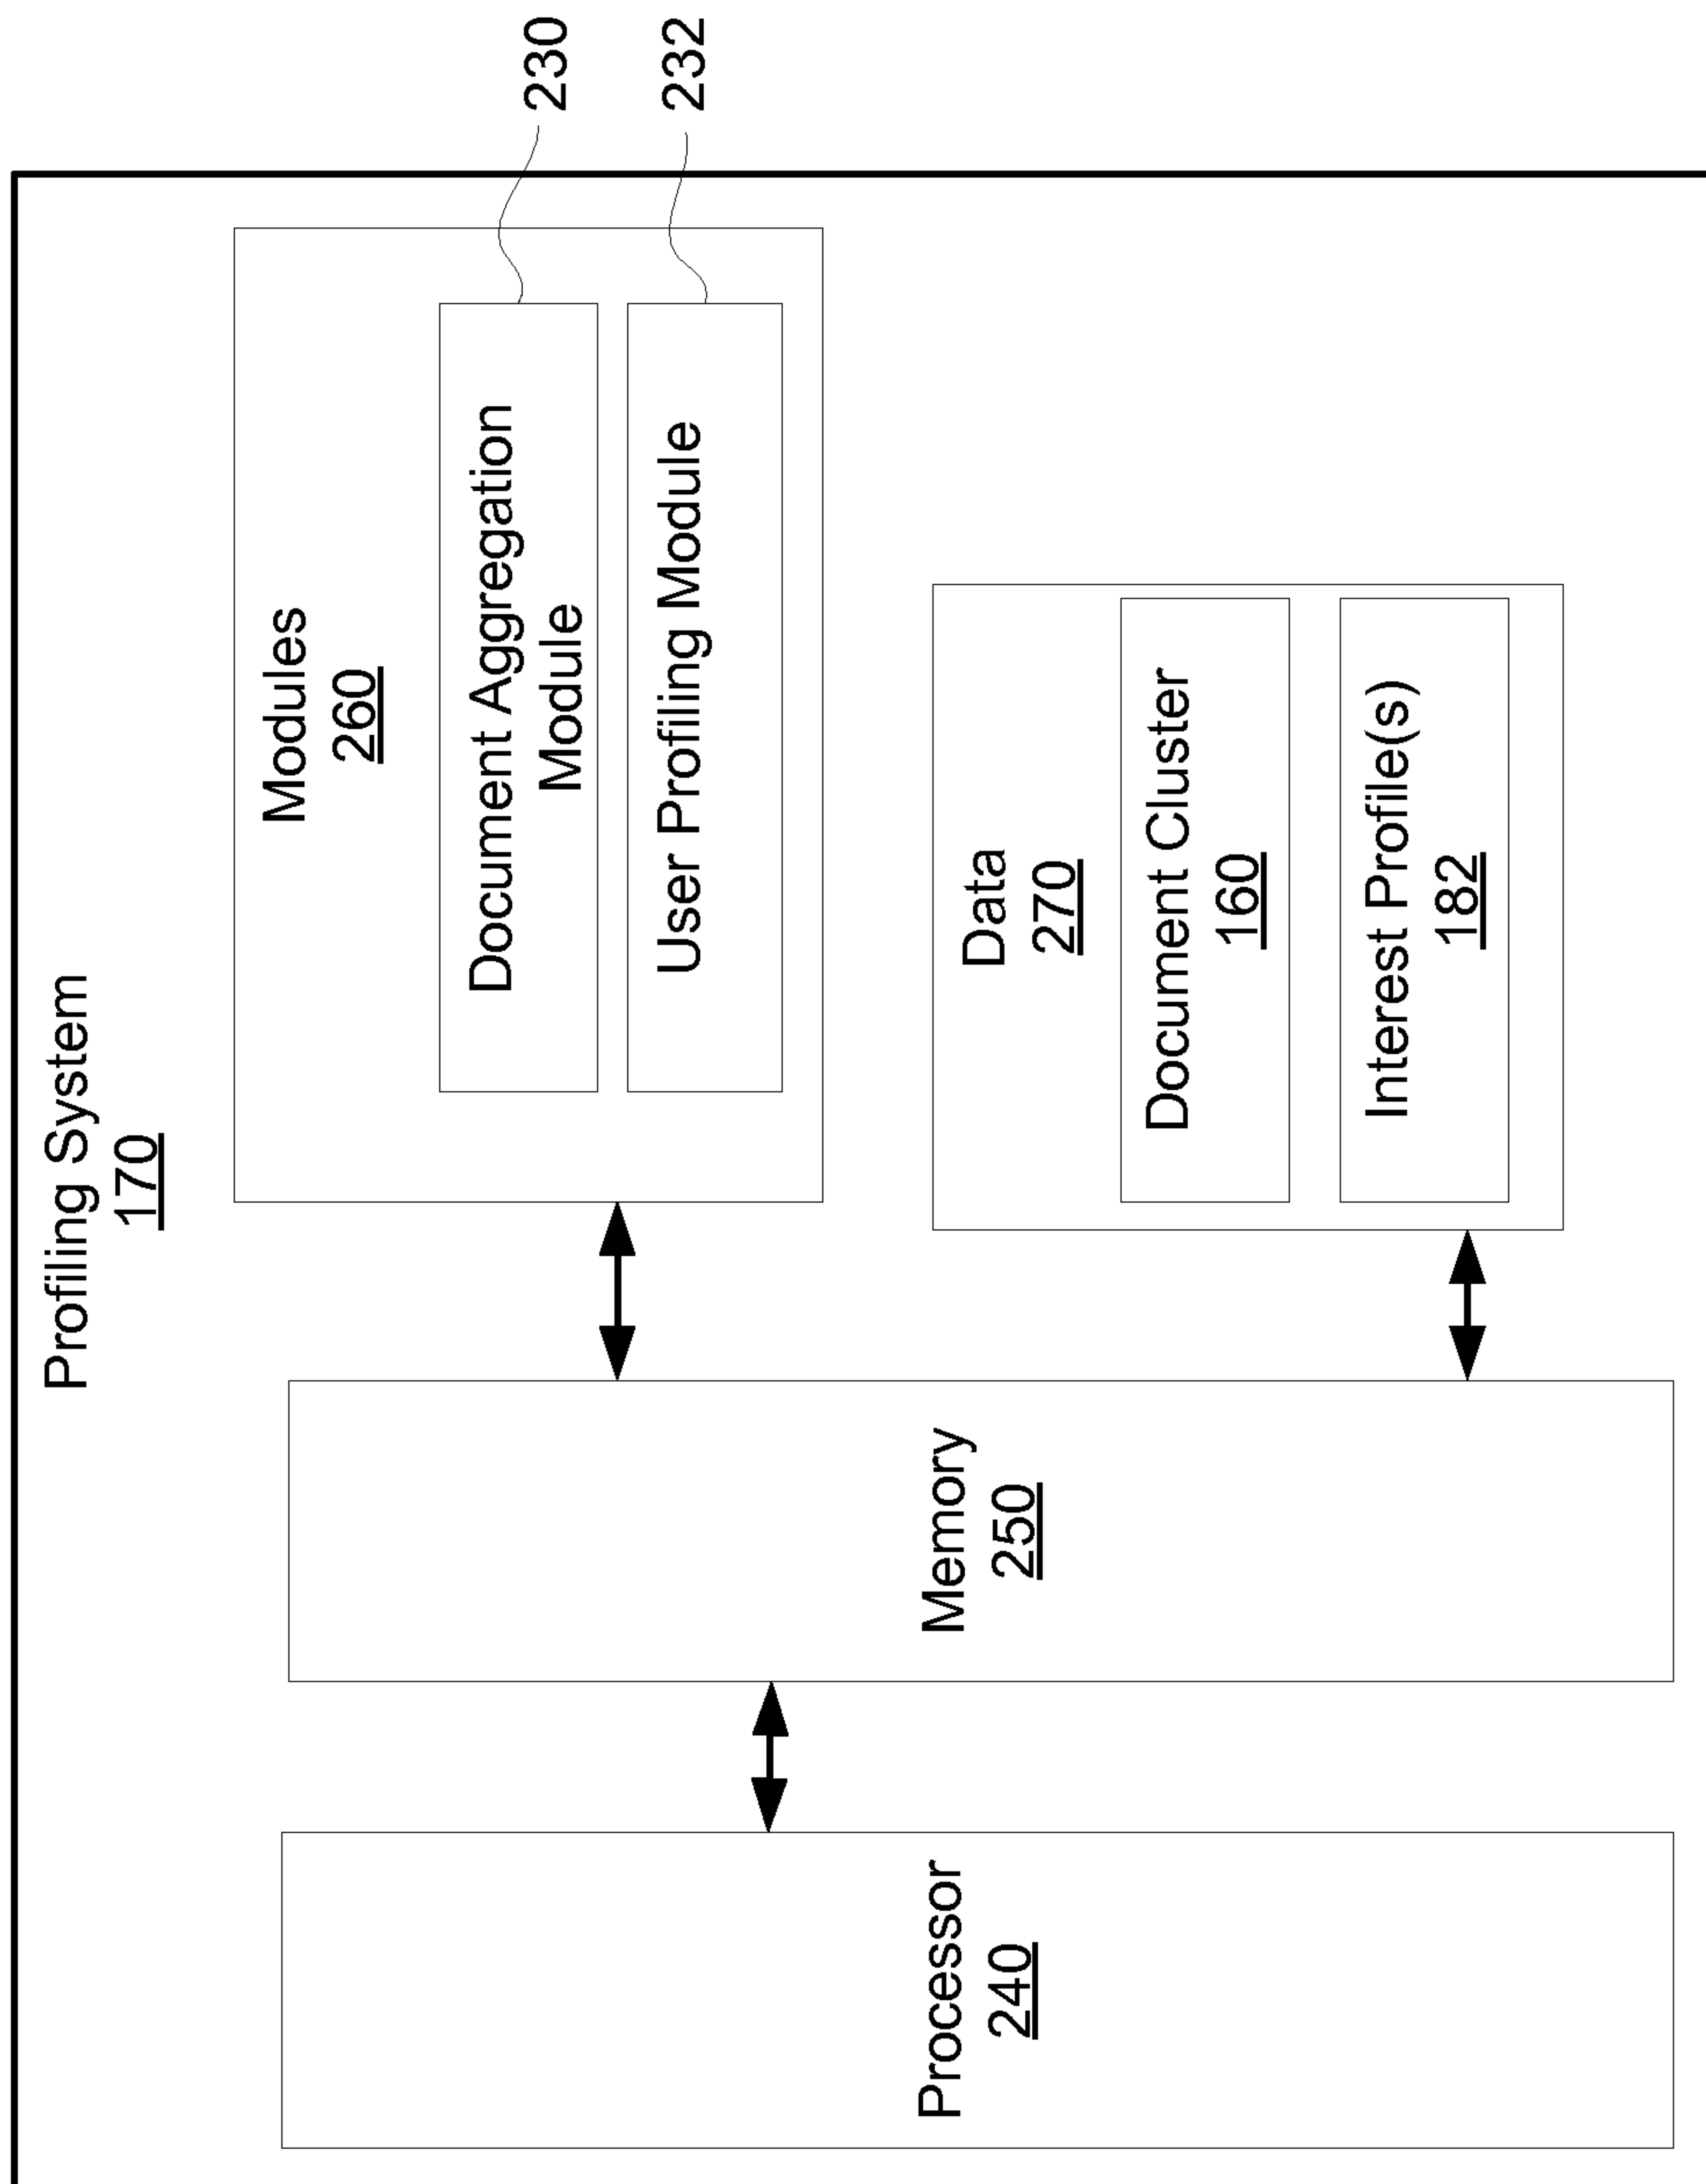 Profiling System
170
Processor
240
Memory
250
Modules
260
Document Aggregation
Module
230
User Profiling Module
232
Data
270
Document Cluster
160
Interest Profile(s)
182